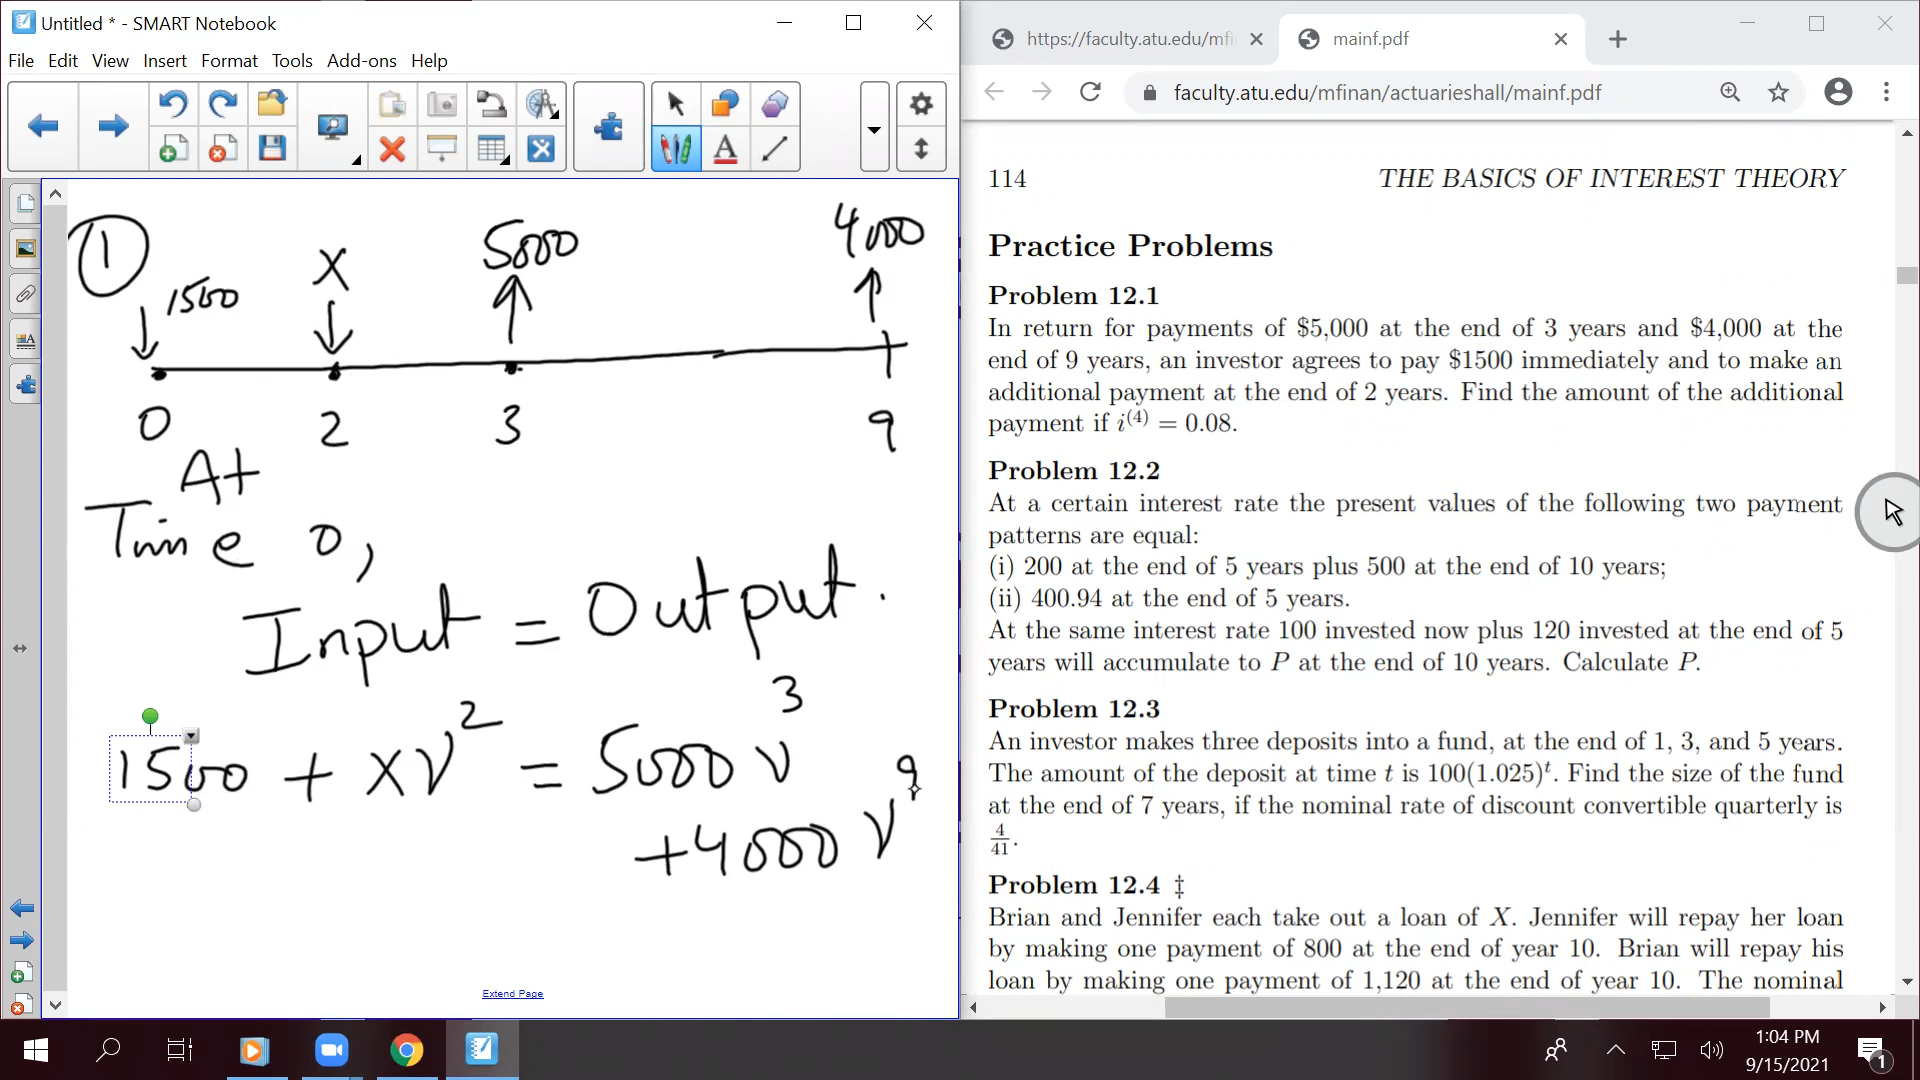 Untitled * - SMART Notebook
File Edit View Insert Format Tools Add-ons Help
1
1500 X 5000 4000
0 2 3 9
At
Time 0,
Input = Output.
1500 + Xv² = 5000 v³
+4000 v⁹
Extend Page
https://faculty.atu.edu/mfi
mainf.pdf
faculty.atu.edu/mfinan/actuarieshall/mainf.pdf
114 THE BASICS OF INTEREST THEORY
Practice Problems
Problem 12.1
In return for payments of $5,000 at the end of 3 years and $4,000 at the
end of 9 years, an investor agrees to pay $1500 immediately and to make an
additional payment at the end of 2 years. Find the amount of the additional
payment if i⁽⁴⁾ = 0.08.
Problem 12.2
At a certain interest rate the present values of the following two payment
patterns are equal:
(i) 200 at the end of 5 years plus 500 at the end of 10 years;
(ii) 400.94 at the end of 5 years.
At the same interest rate 100 invested now plus 120 invested at the end of 5
years will accumulate to P at the end of 10 years. Calculate P.
Problem 12.3
An investor makes three deposits into a fund, at the end of 1, 3, and 5 years.
The amount of the deposit at time t is 100(1.025)ᵗ. Find the size of the fund
at the end of 7 years, if the nominal rate of discount convertible quarterly is
4/41.
Problem 12.4 ‡
Brian and Jennifer each take out a loan of X. Jennifer will repay her loan
by making one payment of 800 at the end of year 10. Brian will repay his
loan by making one payment of 1,120 at the end of year 10. The nominal
1:04 PM
9/15/2021
1